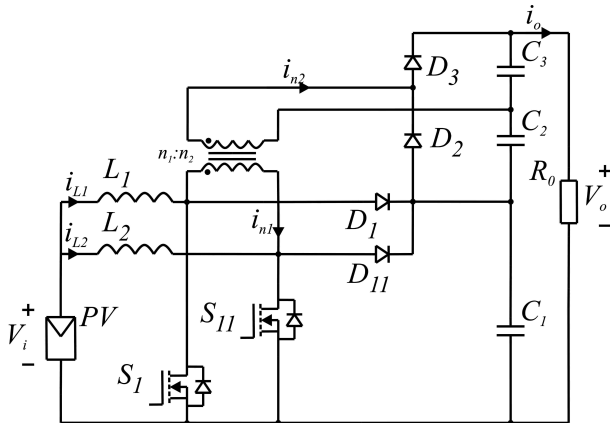 i_o
C_3
i_n2
D_3
C_2
D_2
n_1:n_2
L_1
i_L1
R_0
+
V_o
−
D_1
i_n1
i_L2
L_2
D_11
+
PV
V_i
−
S_11
C_1
S_1